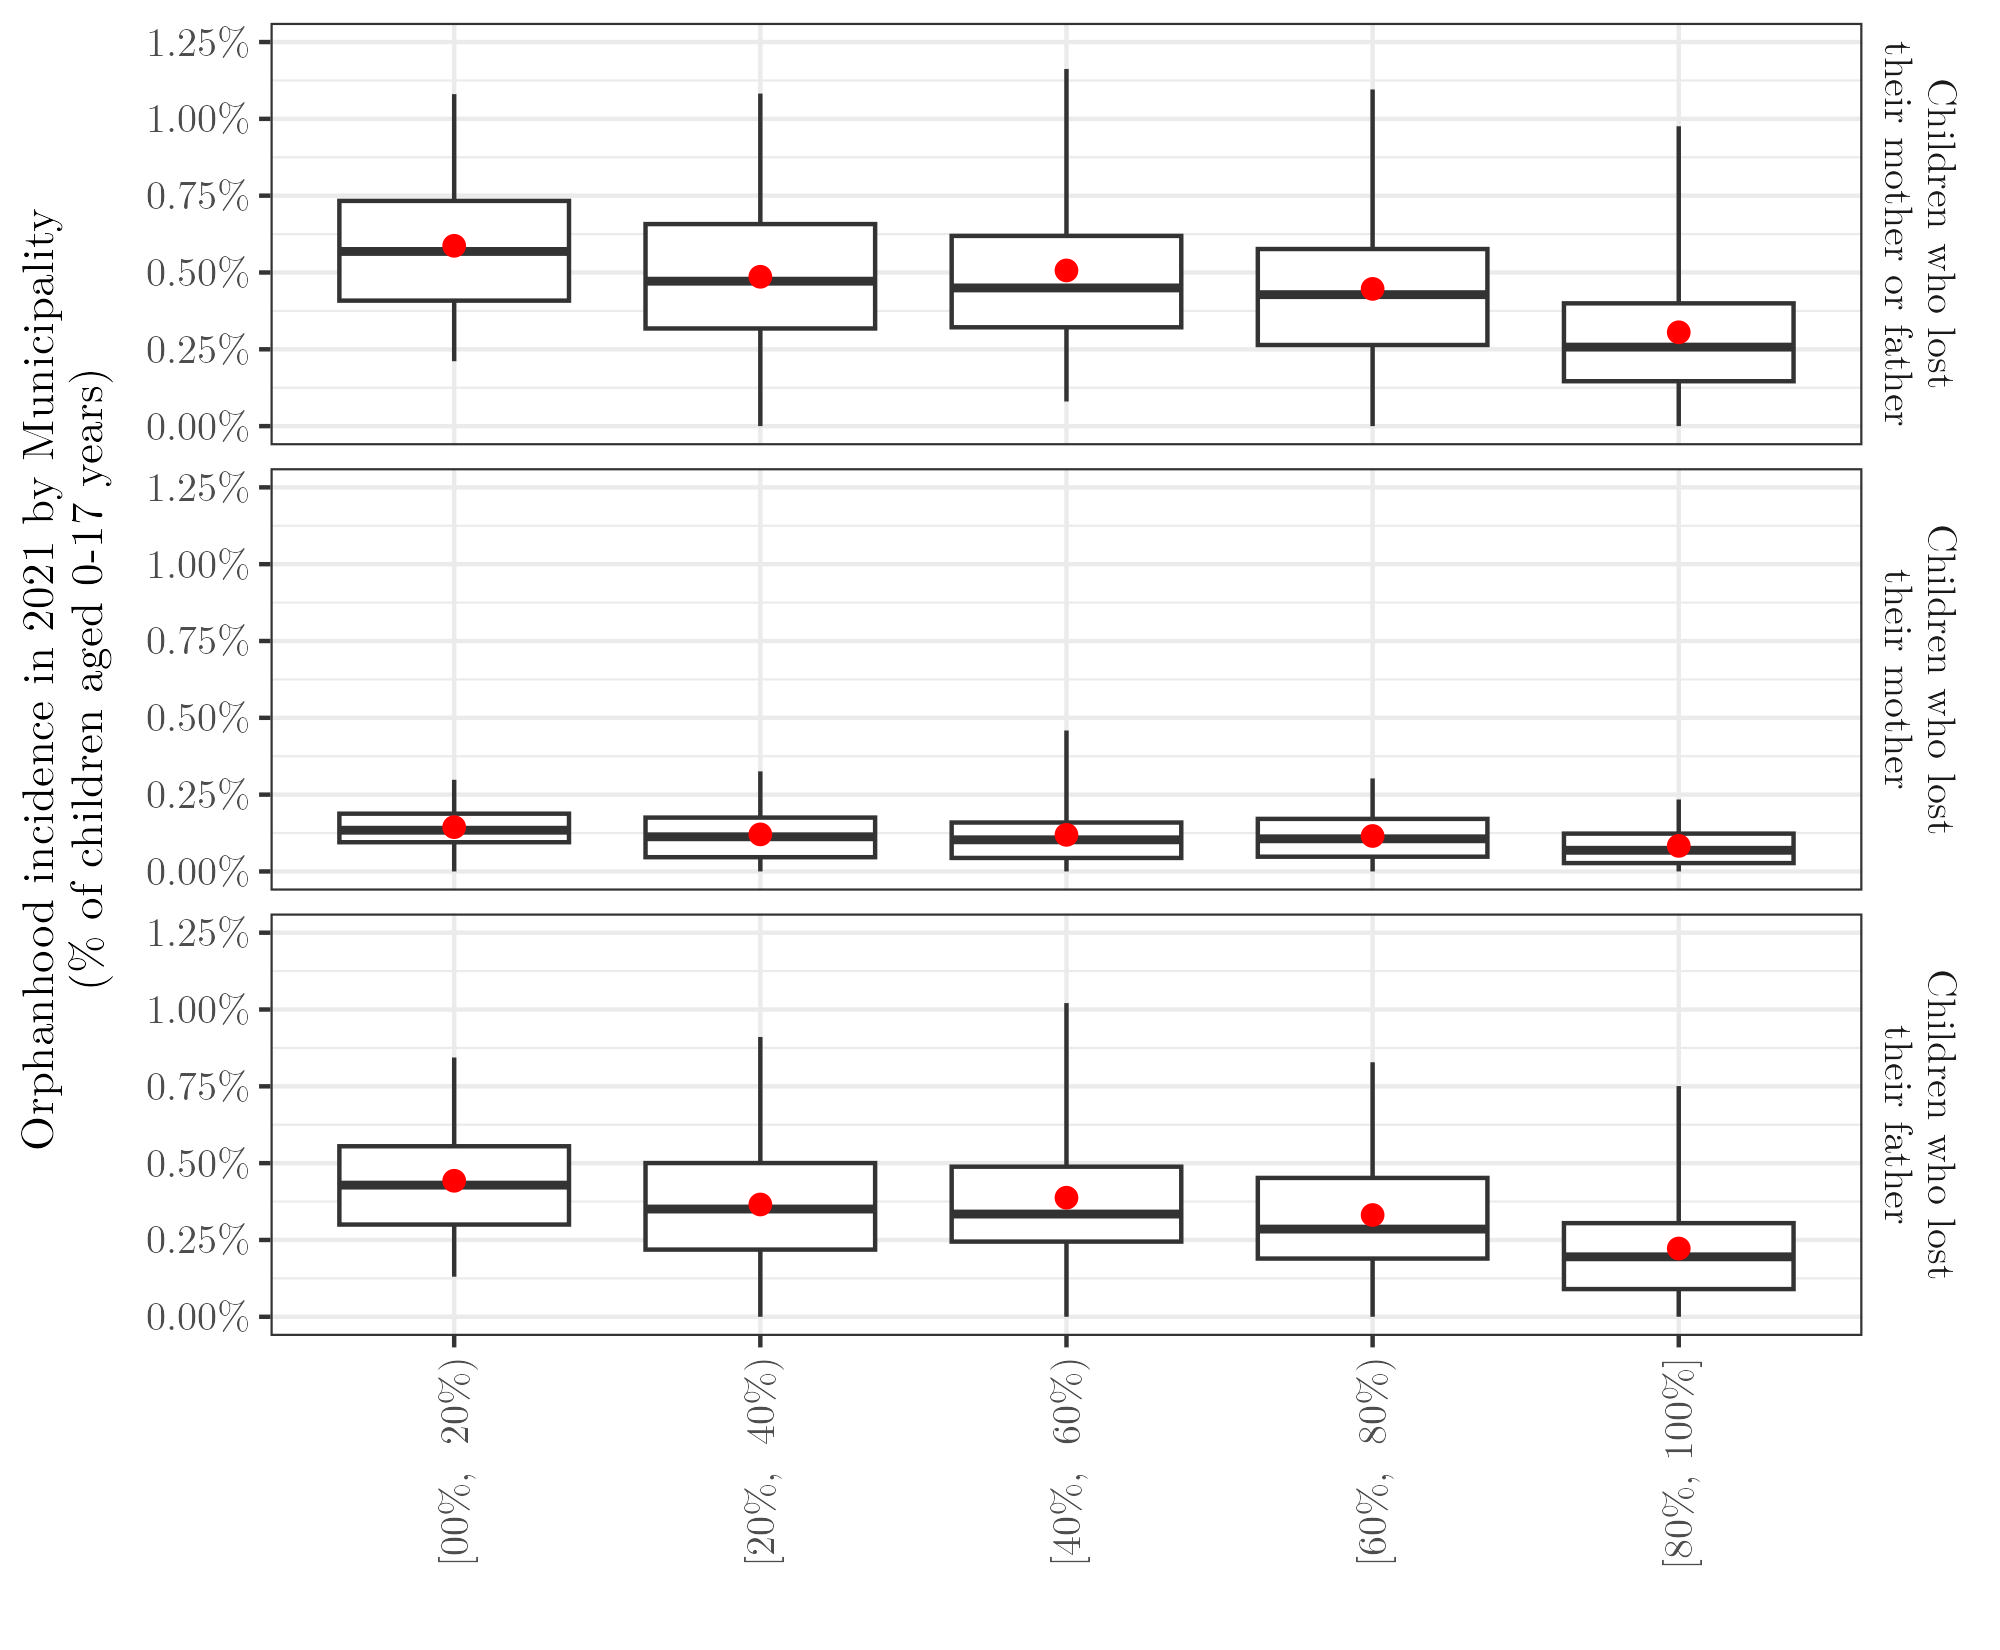 Orphanhood incidence in 2021 by Municipality
(% of children aged 0-17 years)
1.25%
1.00%
0.75%
0.50%
0.25%
0.00%
Children who lost
their mother or father
1.25%
1.00%
0.75%
0.50%
0.25%
0.00%
Children who lost
their mother
1.25%
1.00%
0.75%
0.50%
0.25%
0.00%
Children who lost
their father
[00%, 20%)
[20%, 40%)
[40%, 60%)
[60%, 80%)
[80%, 100%]